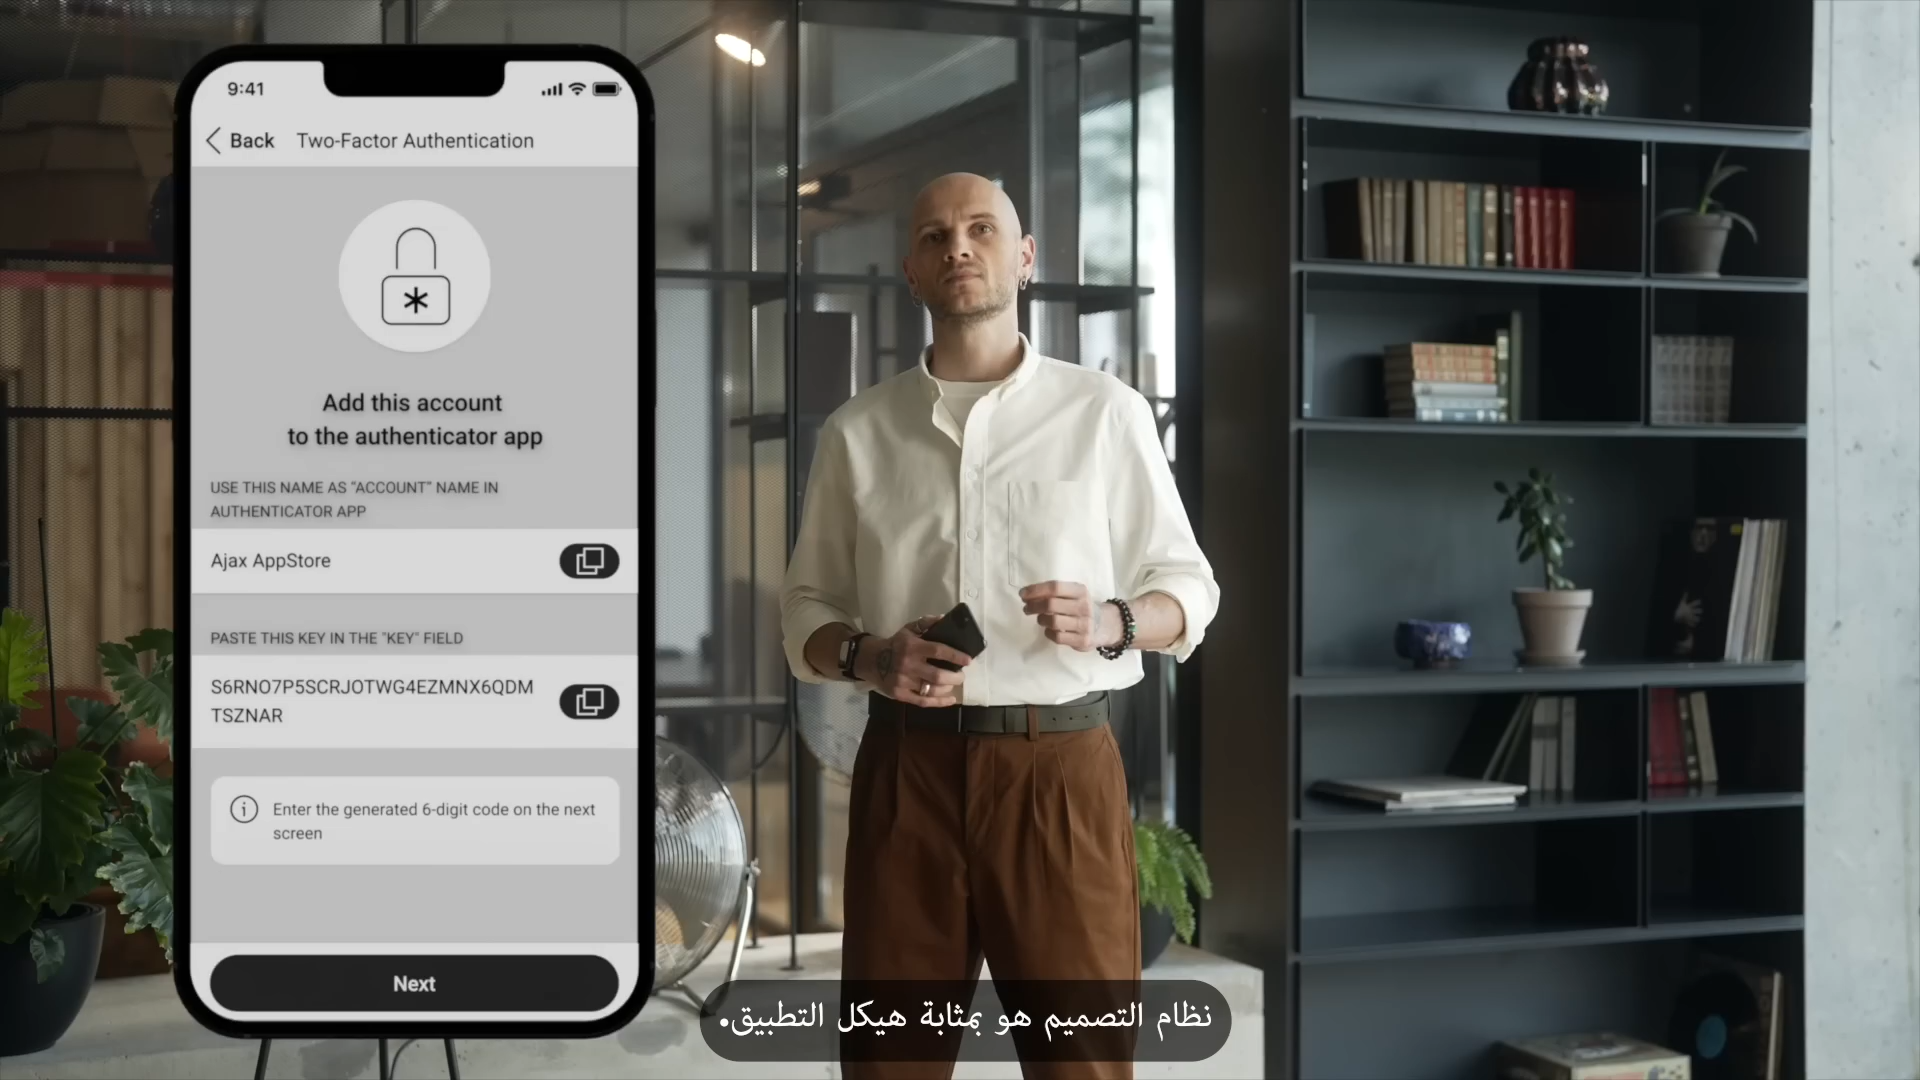 9:41
Back Two-Factor Authentication
Add this account
to the authenticator app
USE THIS NAME AS "ACCOUNT" NAME IN
AUTHENTICATOR APP
Ajax AppStore
PASTE THIS KEY IN THE "KEY" FIELD
S6RNO7P5SCRJOTWG4EZMNX6QDM
TSZNAR
Enter the generated 6-digit code on the next
screen
Next
نظام التصميم هو بمثابة هيكل التطبيق.